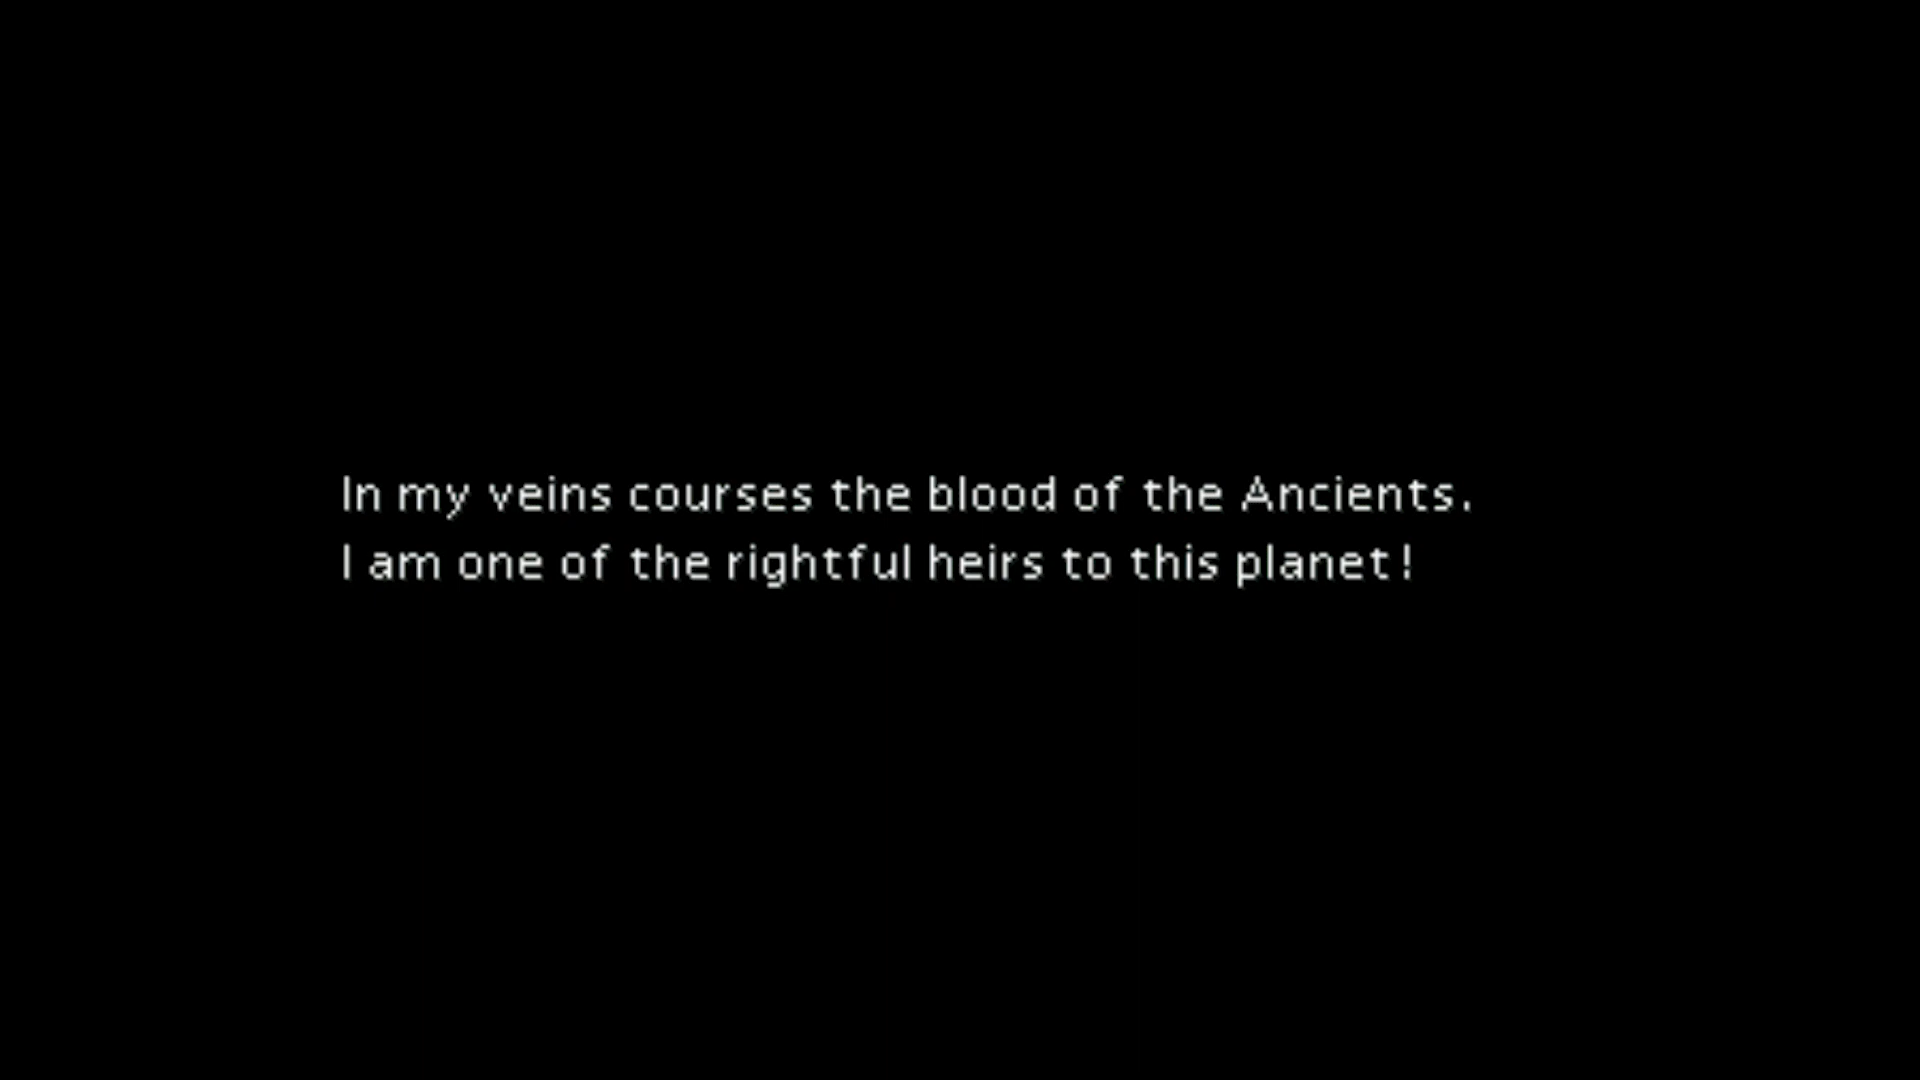 In my veins courses the blood of the Ancients.
I am one of the rightful heirs to this planet!